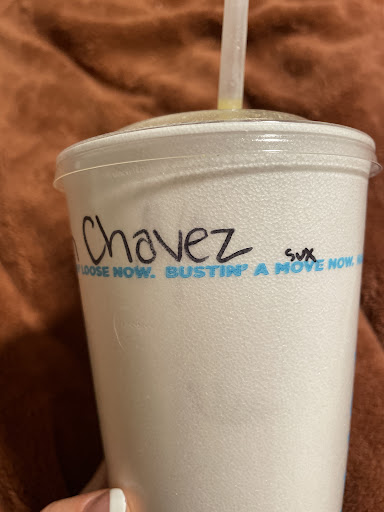 n Chavez sux
LOOSE NOW. BUSTIN' A MOVE NOW.